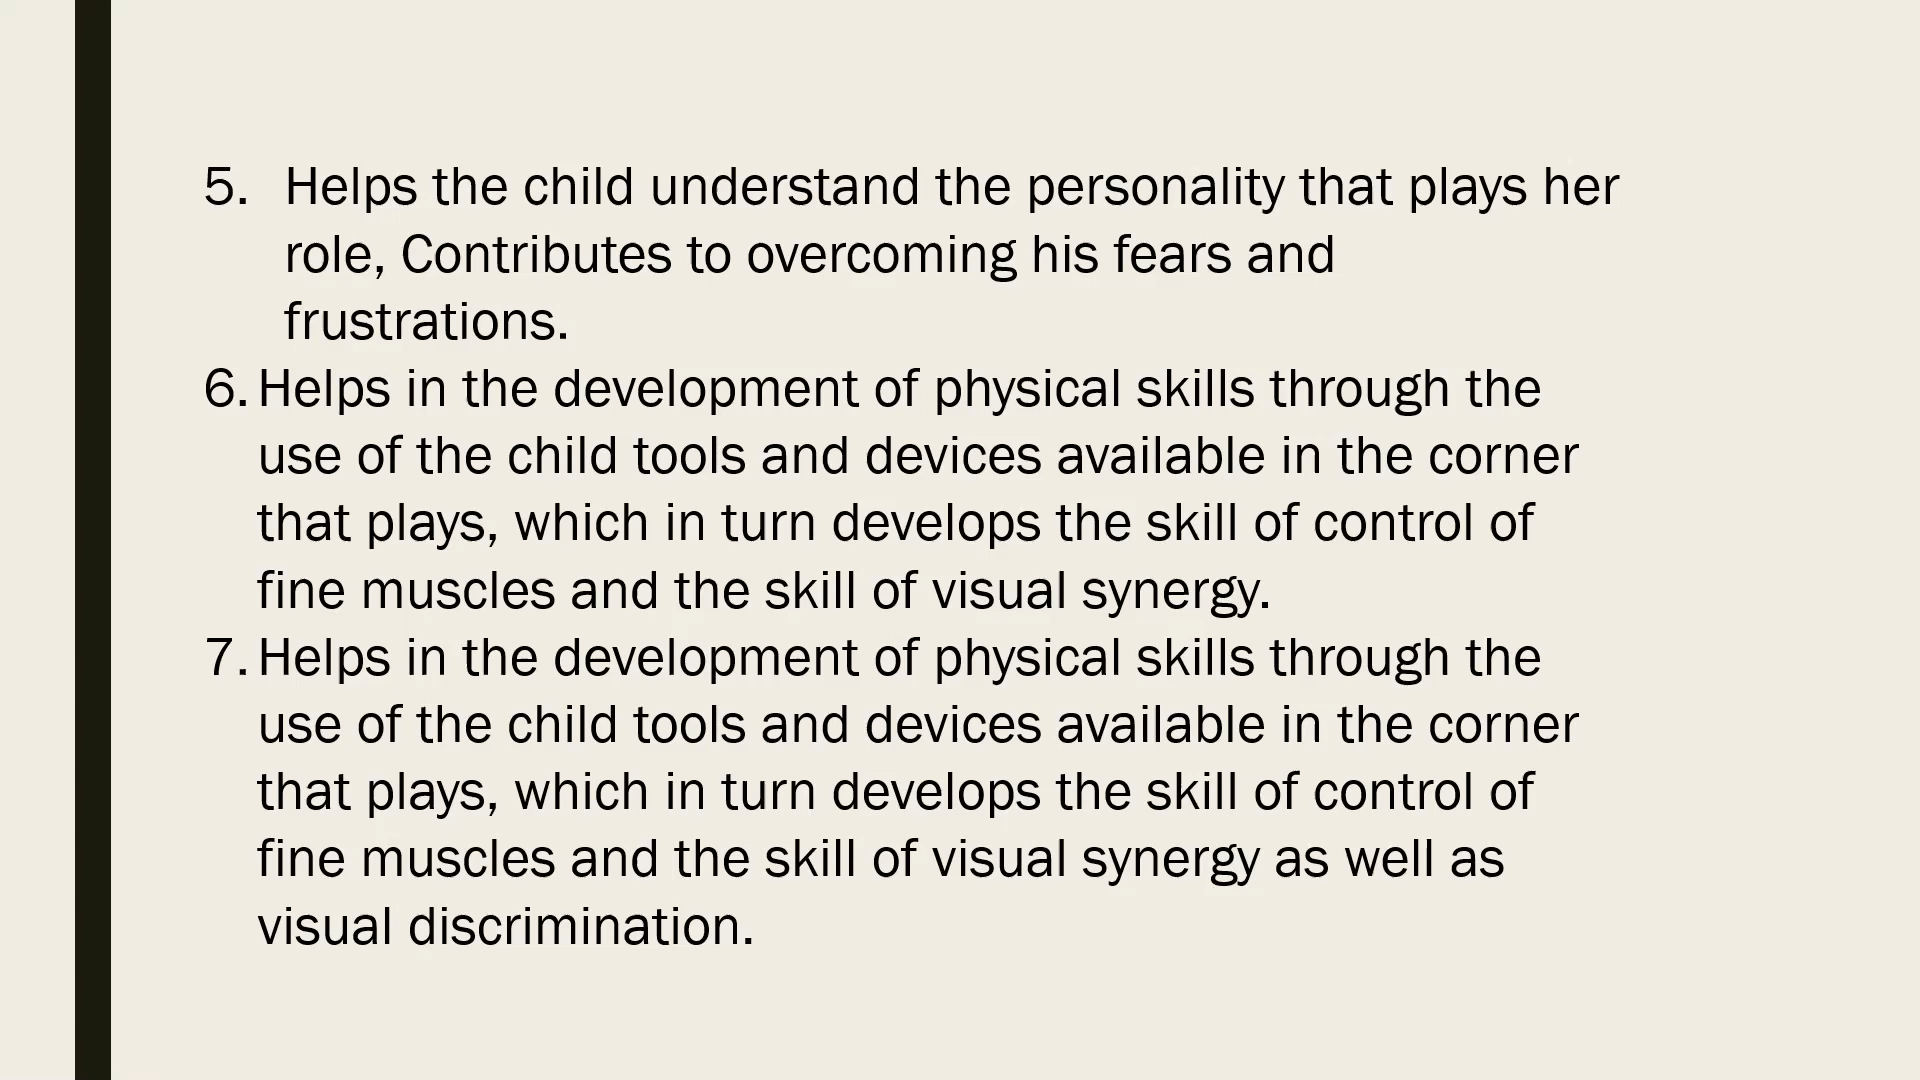 5. Helps the child understand the personality that plays her
role, Contributes to overcoming his fears and
frustrations.
6. Helps in the development of physical skills through the
use of the child tools and devices available in the corner
that plays, which in turn develops the skill of control of
fine muscles and the skill of visual synergy.
7. Helps in the development of physical skills through the
use of the child tools and devices available in the corner
that plays, which in turn develops the skill of control of
fine muscles and the skill of visual synergy as well as
visual discrimination.